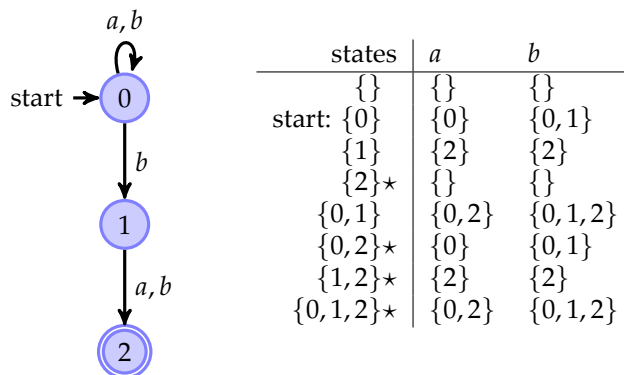 a, b
start
0
b
1
a, b
2
states a b
{} {} {}
start: {0} {0} {0, 1}
{1} {2} {2}
{2}⋆ {} {}
{0, 1} {0, 2} {0, 1, 2}
{0, 2}⋆ {0} {0, 1}
{1, 2}⋆ {2} {2}
{0, 1, 2}⋆ {0, 2} {0, 1, 2}